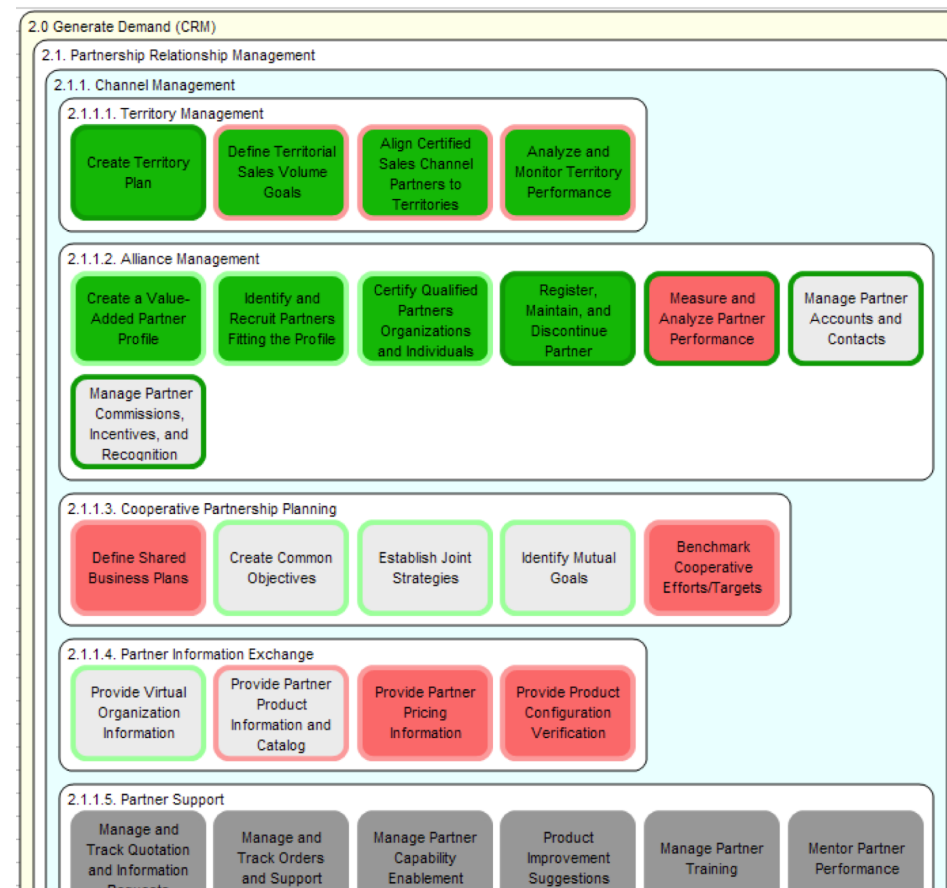 2.0 Generate Demand (CRM)
2.1. Partnership Relationship Management
2.1.1. Channel Management
2.1.1.1. Territory Management
Create Territory
Plan
Define Territorial
Sales Volume
Goals
Align Certified
Sales Channel
Partners to
Territories
Analyze and
Monitor Territory
Performance
2.1.1.2. Alliance Management
Create a Value-
Added Partner
Profile
Identify and
Recruit Partners
Fitting the Profile
Certify Qualified
Partners
Organizations
and Individuals
Register,
Maintain, and
Discontinue
Partner
Measure and
Analyze Partner
Performance
Manage Partner
Accounts and
Contacts
Manage Partner
Commissions,
Incentives, and
Recognition
2.1.1.3. Cooperative Partnership Planning
Define Shared
Business Plans
Create Common
Objectives
Establish Joint
Strategies
Identify Mutual
Goals
Benchmark
Cooperative
Efforts/Targets
2.1.1.4. Partner Information Exchange
Provide Virtual
Organization
Information
Provide Partner
Product
Information and
Catalog
Provide Partner
Pricing
Information
Provide Product
Configuration
Verification
2.1.1.5. Partner Support
Manage and
Track Quotation
and Information
Manage and
Track Orders
and Support
Manage Partner
Capability
Enablement
Product
Improvement
Suggestions
Manage Partner
Training
Mentor Partner
Performance